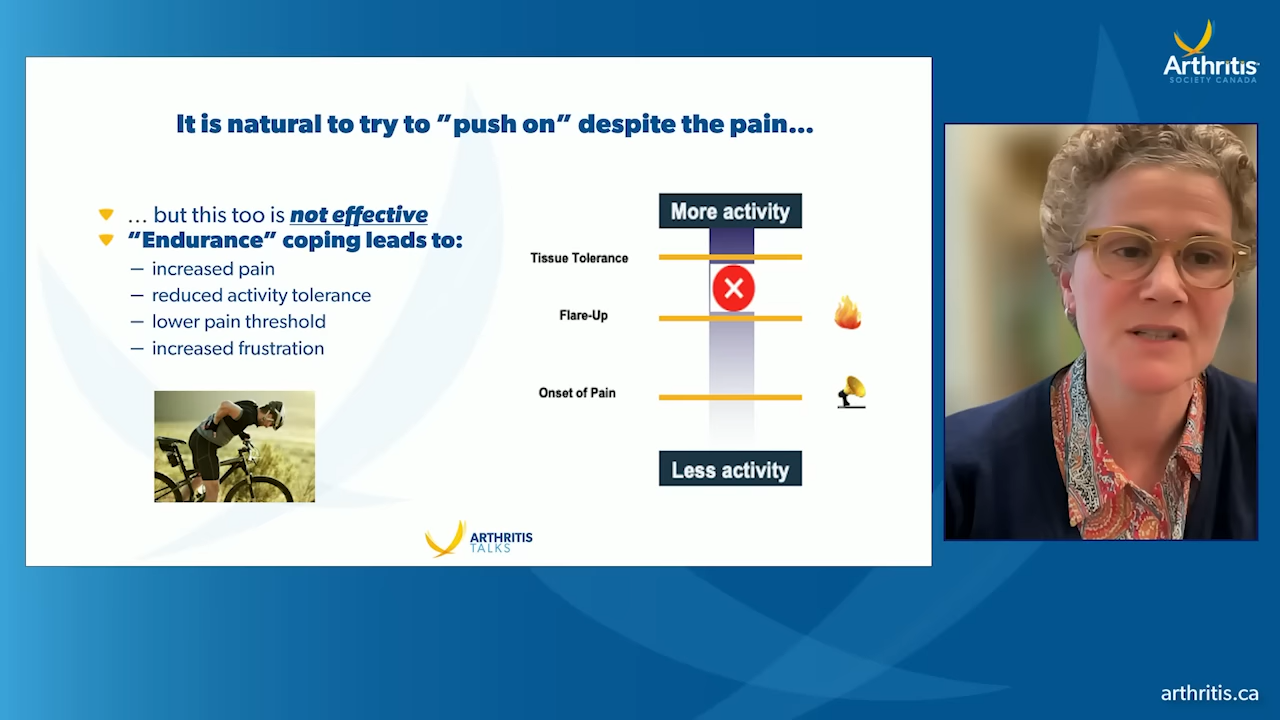 Arthritis
SOCIETY CANADA
It is natural to try to ”push on” despite the pain…
… but this too is not effective
“Endurance” coping leads to:
– increased pain
– reduced activity tolerance
– lower pain threshold
– increased frustration
More activity
Tissue Tolerance
Flare-Up
Onset of Pain
Less activity
ARTHRITIS
TALKS
arthritis.ca